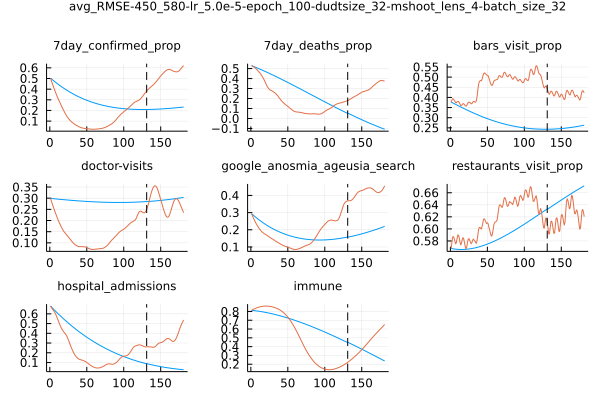 avg_RMSE-450_580-lr_5.0e-5-epoch_100-dudtsize_32-mshoot_lens_4-batch_size_32
7day_confirmed_prop
7day_deaths_prop
bars_visit_prop
0.6
0.5
0.4
0.3
0.2
0.1
0 50 100 150
0.5
0.4
0.3
0.2
0.1
-0.0
-0.1
0 50 100 150
0.55
0.50
0.45
0.40
0.35
0.30
0.25
0 50 100 150
doctor-visits
google_anosmia_ageusia_search
restaurants_visit_prop
0.35
0.30
0.25
0.20
0.15
0.10
0 50 100 150
0.4
0.3
0.2
0.1
0 50 100 150
0.66
0.64
0.62
0.60
0.58
0 50 100 150
hospital_admissions
immune
0.6
0.5
0.4
0.3
0.2
0.1
0 50 100 150
0.8
0.7
0.6
0.5
0.4
0.3
0.2
0 50 100 150